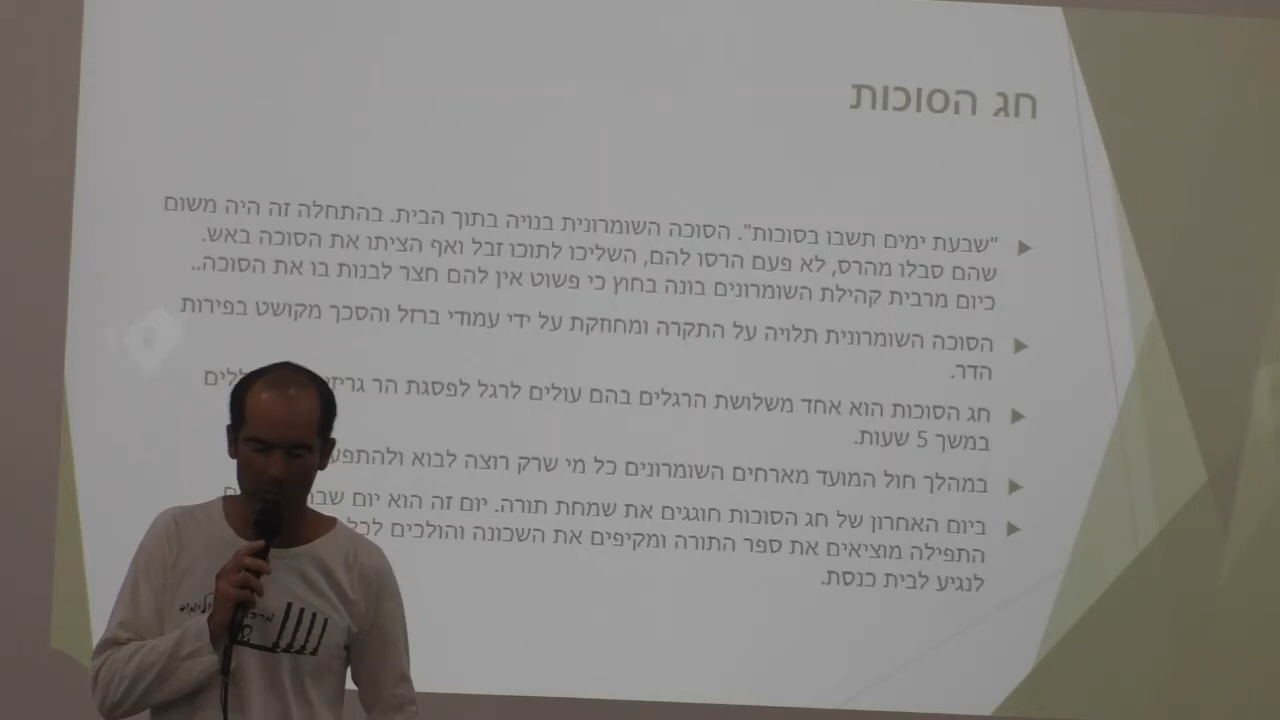 חג הסוכות
"שבעת ימים תשבו בסוכות". הסוכה השומרונית בנויה בתוך הבית. בהתחלה זה היה משום
שהם סבלו מהרס, לא פעם הרסו להם, השליכו לתוכו זבל ואף הציתו את הסוכה באש.
כיום מרבית קהילת השומרונים בונה בחוץ כי פשוט אין להם חצר לבנות בו את הסוכה..
הסוכה השומרונית תלויה על התקרה ומחוזקת על ידי עמודי ברזל והסכך מקושט בפירות
הדר.
חג הסוכות הוא אחד משלושת הרגלים בהם עולים לרגל לפסגת הר
במשך 5 שעות.
במהלך חול המועד מארחים השומרונים כל מי שרק רוצה לבוא
ביום האחרון של חג הסוכות חוגגים את שמחת תורה. יום זה הוא יום
התפילה מוציאים את ספר התורה ומקיפים את השכונה והולכים
לנגיע לבית כנסת.